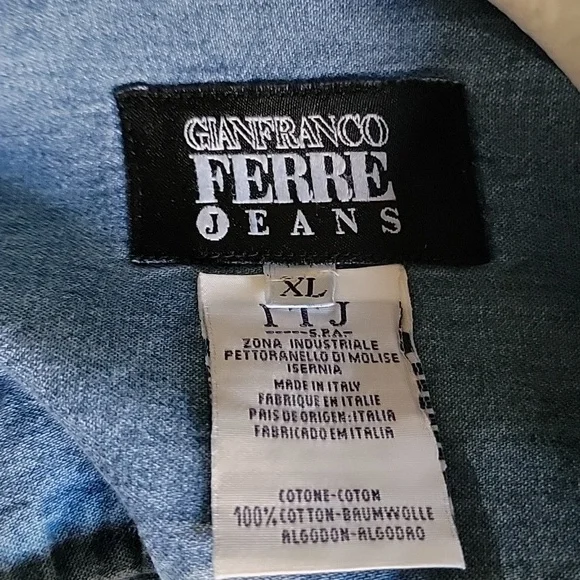 GIANFRANCO
FERRE
JEANS
XL
ITJ
S.P.A.
ZONA INDUSTRIALE
PETTORANELLO DI MOLISE
ISERNIA
MADE IN ITALY
FABRIQUE EN ITALIE
PAIS DE ORIGEN:ITALIA
FABRICADO EM ITALIA
COTONE-COTON
100% COTTON-BAUMWOLLE
ALGODON-ALGODAO